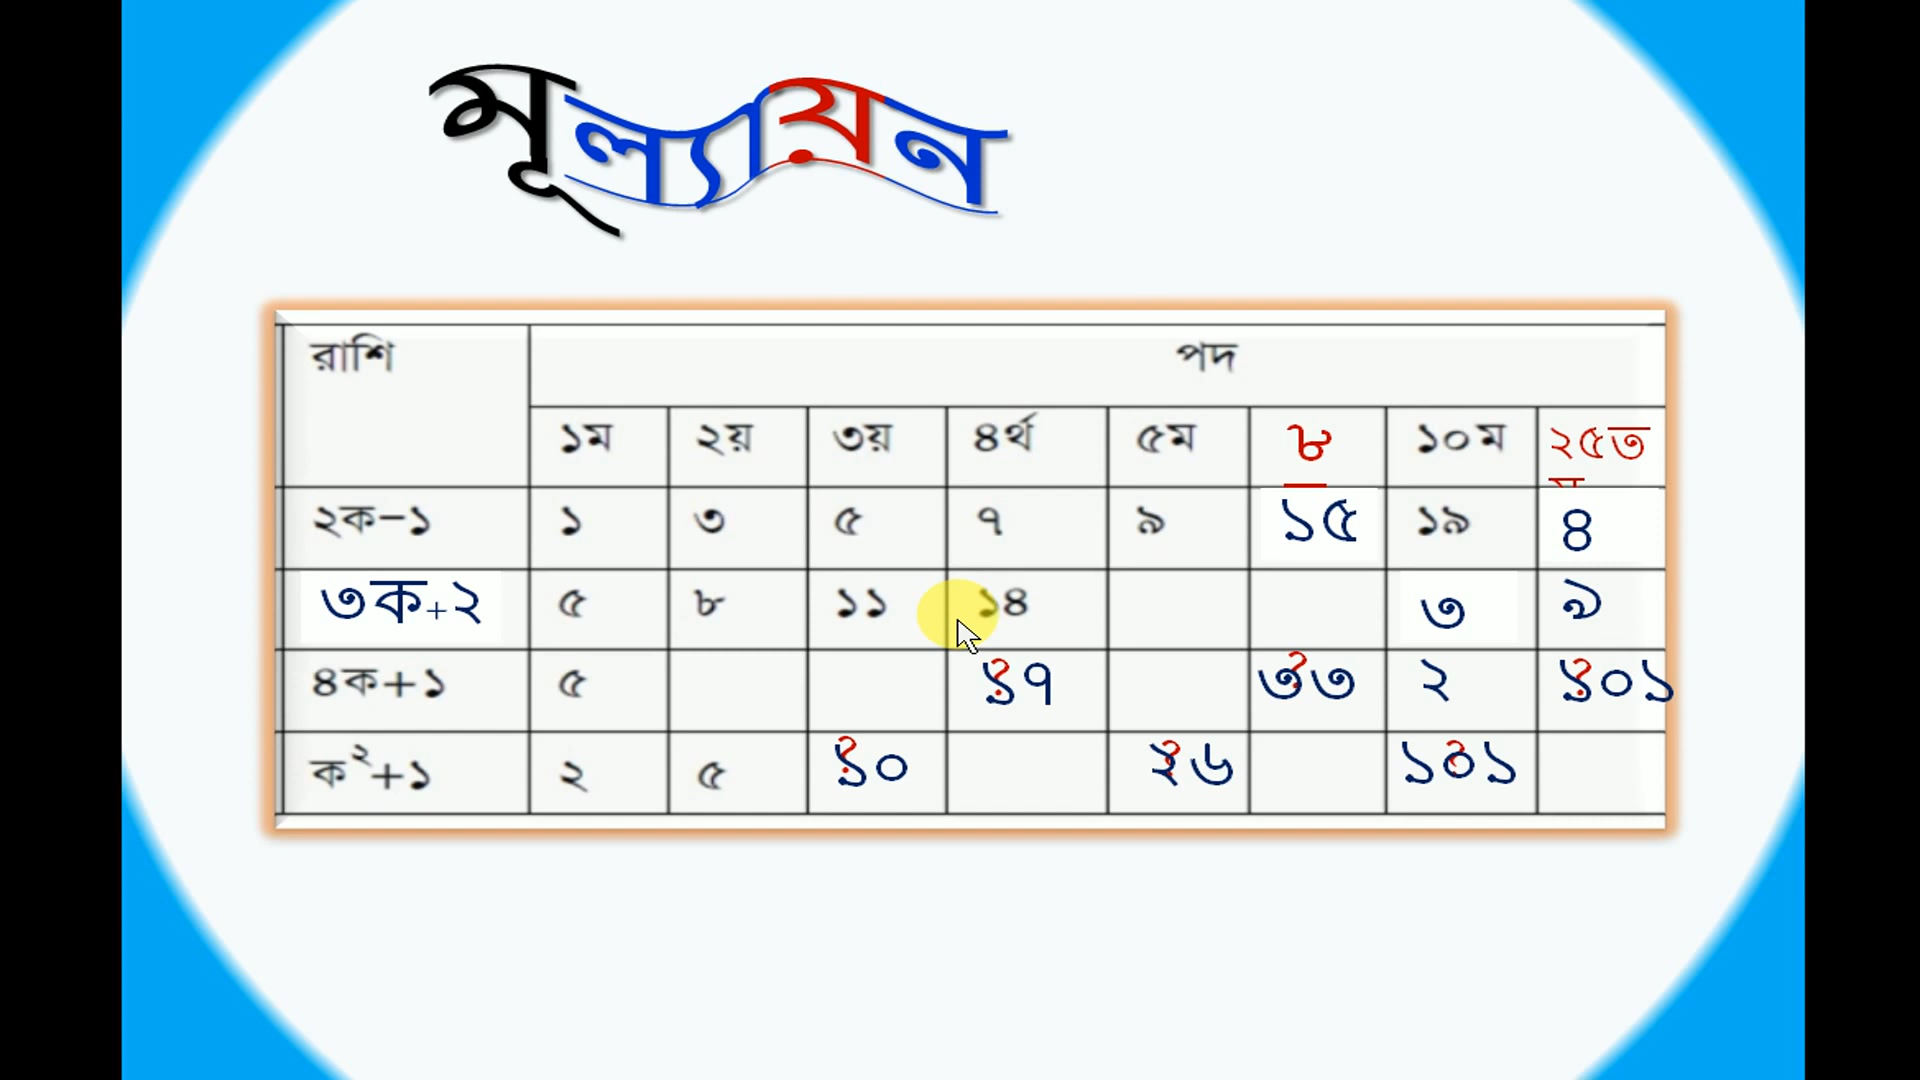 মূল্যায়ন
রাশি পদ
১ম ২য় ৩য় ৪র্থ ৫ম ৮ ১০ম ২৫ত
২ক-১ ১ ৩ ৫ ৭ ৯ ১৫ ১৯ ৪
৩ক+২ ৫ ৮ ১১ ১৪ ৩ ৯
৪ক+১ ৫ ১৭ ৩৩ ২ ১০১
ক²+১ ২ ৫ ১০ ২৬ ১০১